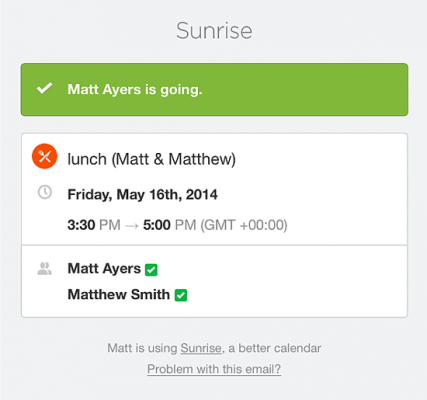 Sunrise
Matt Ayers is going.
lunch (Matt & Matthew)
Friday, May 16th, 2014
3:30 PM → 5:00 PM (GMT +00:00)
Matt Ayers
Matthew Smith
Matt is using Sunrise, a better calendar
Problem with this email?